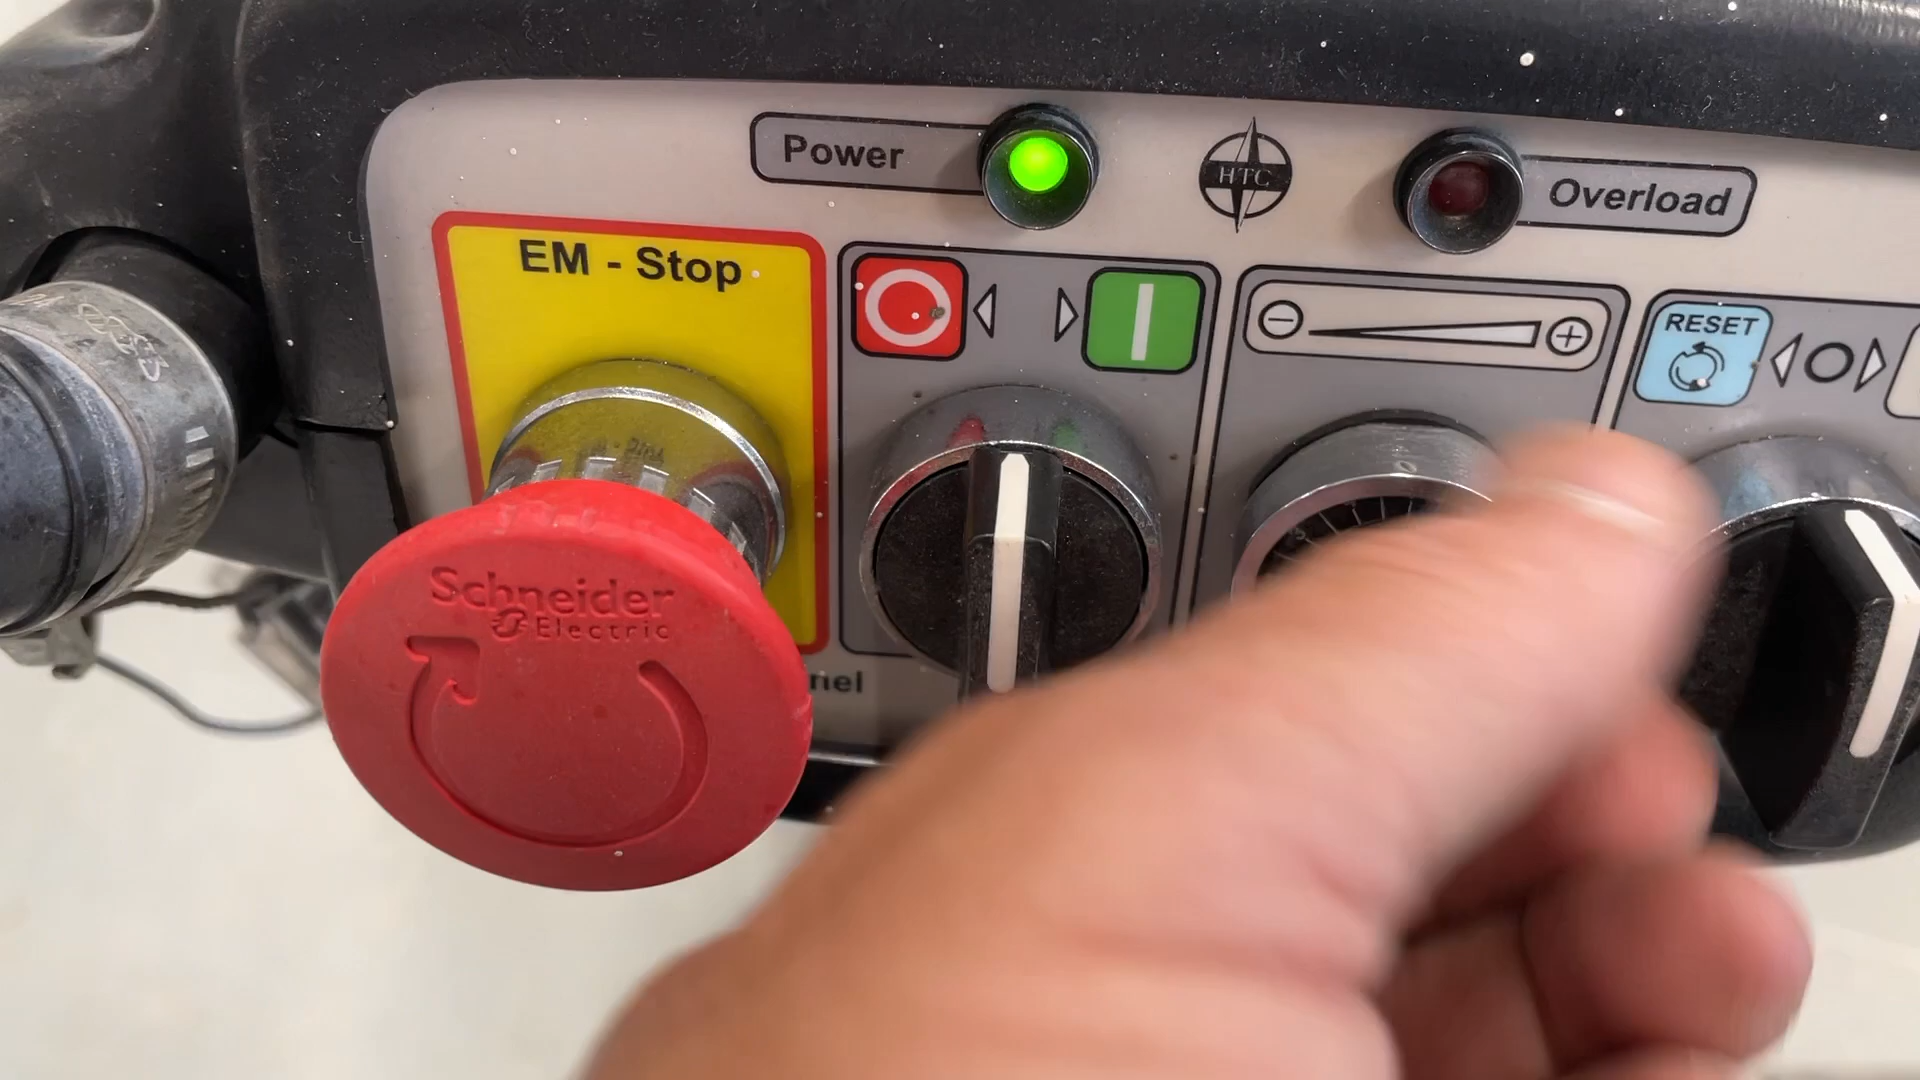 Power
HTC
Overload
EM - Stop
RESET
Schneider
Electric